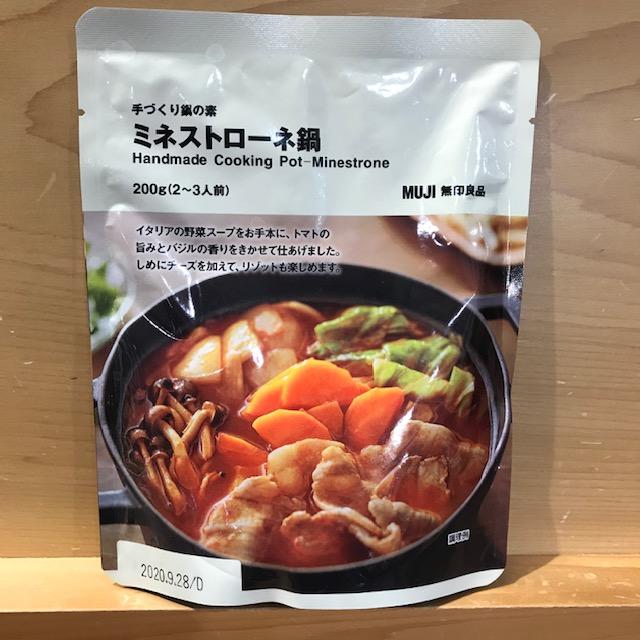 手づくり鍋の素
ミネストローネ鍋
Handmade Cooking Pot-Minestrone
200g(2〜3人前)
MUJI 無印良品
イタリアの野菜スープをお手本に、トマトの
旨みとバジルの香りをきかせて仕あげました。
しめにチーズを加えて、リゾットも楽しめます。
調理例
2020.9.28/D